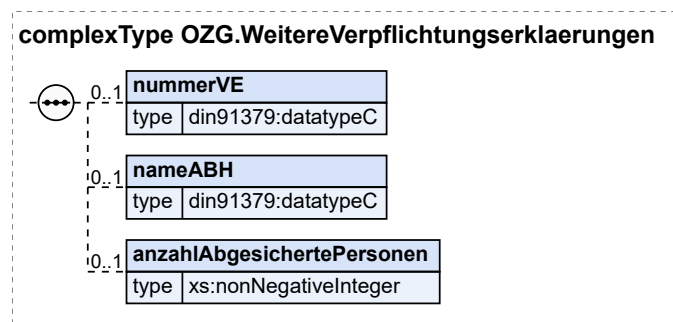 complexType OZG.WeitereVerpflichtungserklaerungen
0..1 nummerVE
type din91379:datatypeC
0..1 nameABH
type din91379:datatypeC
0..1 anzahlAbgesichertePersonen
type xs:nonNegativeInteger